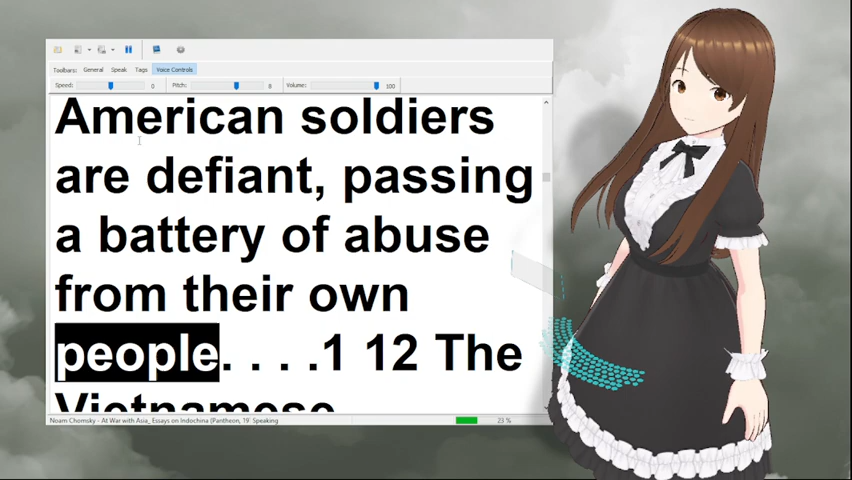 Toolbars: General Speak Tags Voice Controls
Speed: 0 Pitch: 8 Volume: 100
American soldiers
are defiant, passing
a battery of abuse
from their own
people. . . .1 12 The
Vietnamese
Noam Chomsky - At War with Asia_ Essays on Indochina (Pantheon, 19 Speaking 23 %